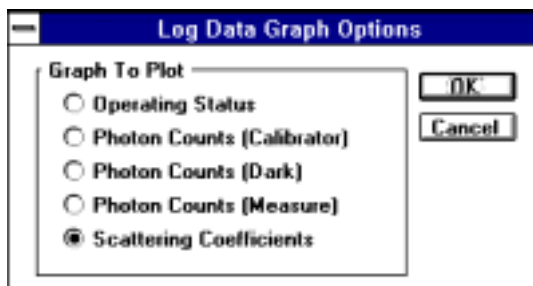 Log Data Graph Options
Graph To Plot
Operating Status
Photon Counts (Calibrator)
Photon Counts (Dark)
Photon Counts (Measure)
Scattering Coefficients
OK
Cancel